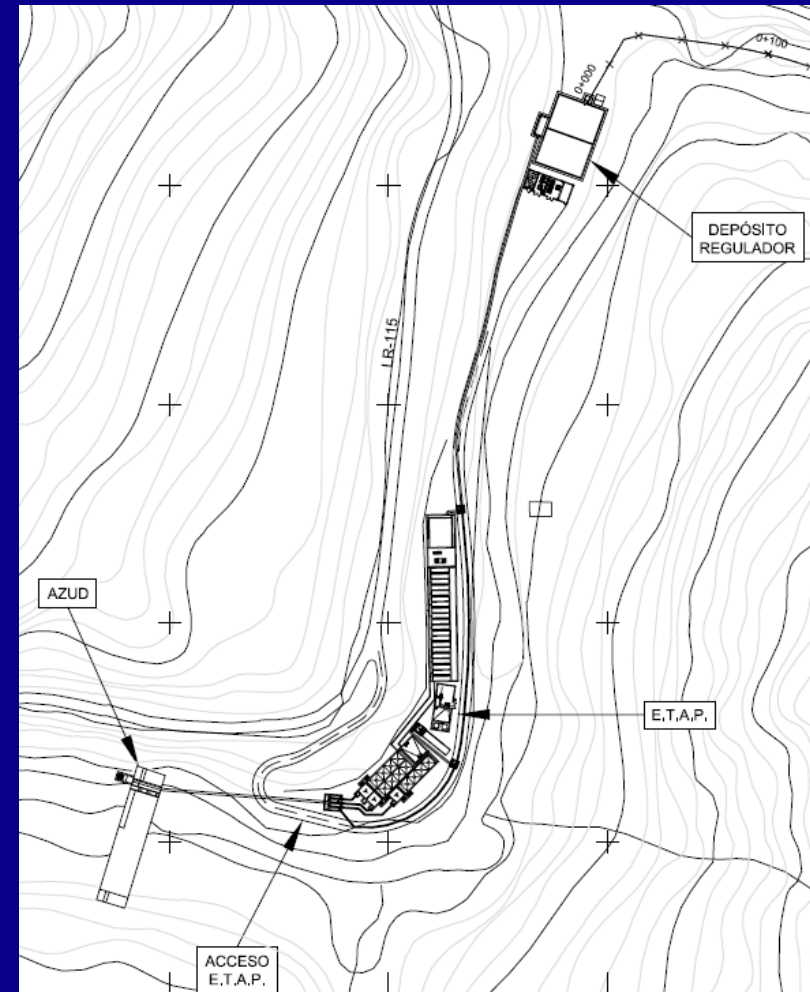 0+100
0+000
DEPÓSITO
REGULADOR
LR-115
AZUD
E.T.A.P.
ACCESO
E.T.A.P.